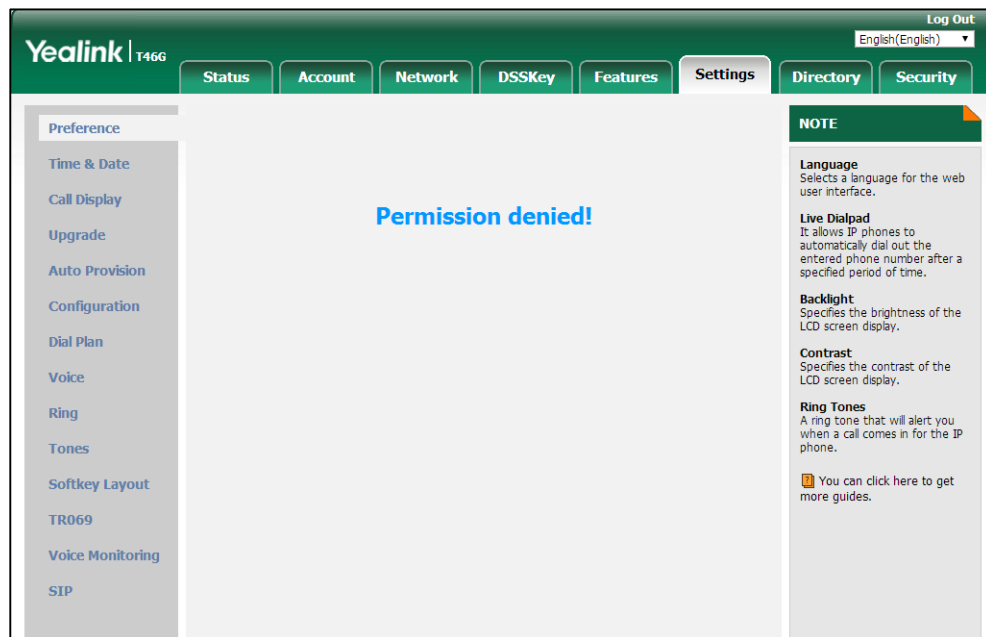 Log Out
Yealink T46G
English(English)
Status Account Network DSSKey Features Settings Directory Security
Preference
Time & Date
Call Display
Upgrade
Auto Provision
Configuration
Dial Plan
Voice
Ring
Tones
Softkey Layout
TR069
Voice Monitoring
SIP
Permission denied!
NOTE
Language
Selects a language for the web
user interface.
Live Dialpad
It allows IP phones to
automatically dial out the
entered phone number after a
specified period of time.
Backlight
Specifies the brightness of the
LCD screen display.
Contrast
Specifies the contrast of the
LCD screen display.
Ring Tones
A ring tone that will alert you
when a call comes in for the IP
phone.
? You can click here to get
more guides.